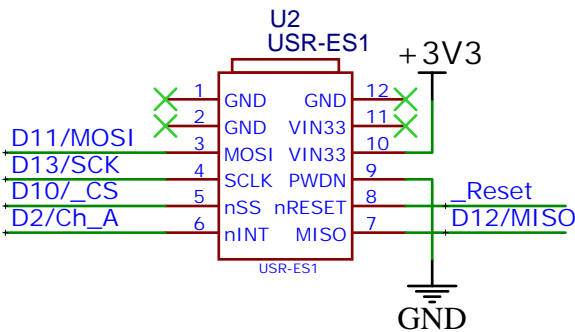 U2
USR-ES1
+3V3
1 GND GND 12
2 GND VIN33 11
D11/MOSI 3 MOSI VIN33 10
D13/SCK 4 SCLK PWDN 9
D10/_CS 5 nSS nRESET 8 _Reset
D2/Ch_A 6 nINT MISO 7 D12/MISO
USR-ES1
GND